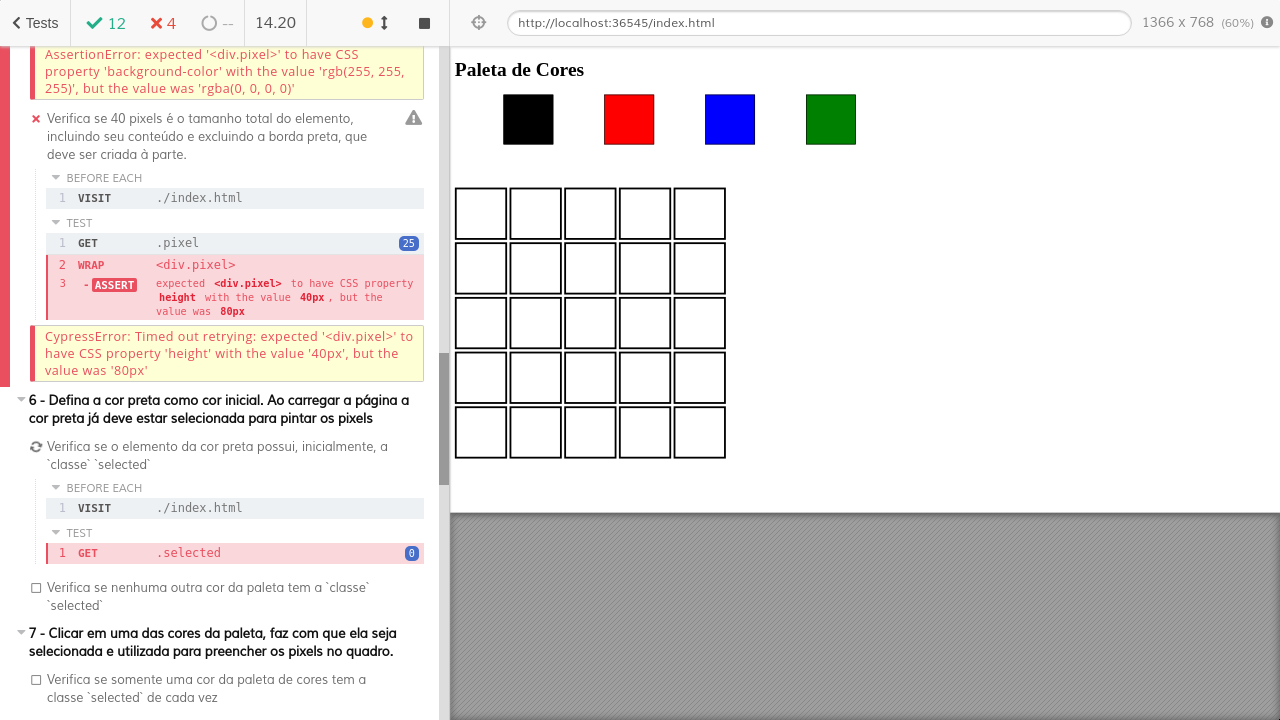 Tests
12
4
--
14.20
http://localhost:36545/index.html
1366 x 768 (60%)
AssertionError: expected '<div.pixel>' to have CSS
property 'background-color' with the value 'rgb(255, 255,
255)', but the value was 'rgba(0, 0, 0, 0)'
Verifica se 40 pixels é o tamanho total do elemento,
incluindo seu conteúdo e excluindo a borda preta, que
deve ser criada à parte.
BEFORE EACH
1 VISIT ./index.html
TEST
1 GET .pixel 25
2 WRAP <div.pixel>
3 - ASSERT expected <div.pixel> to have CSS property
height with the value 40px, but the
value was 80px
CypressError: Timed out retrying: expected '<div.pixel>' to
have CSS property 'height' with the value '40px', but the
value was '80px'
6 - Defina a cor preta como cor inicial. Ao carregar a página a
cor preta já deve estar selecionada para pintar os pixels
Verifica se o elemento da cor preta possui, inicialmente, a
`classe` `selected`
BEFORE EACH
1 VISIT ./index.html
TEST
1 GET .selected 0
Verifica se nenhuma outra cor da paleta tem a `classe`
`selected`
7 - Clicar em uma das cores da paleta, faz com que ela seja
selecionada e utilizada para preencher os pixels no quadro.
Verifica se somente uma cor da paleta de cores tem a
classe `selected` de cada vez
Paleta de Cores